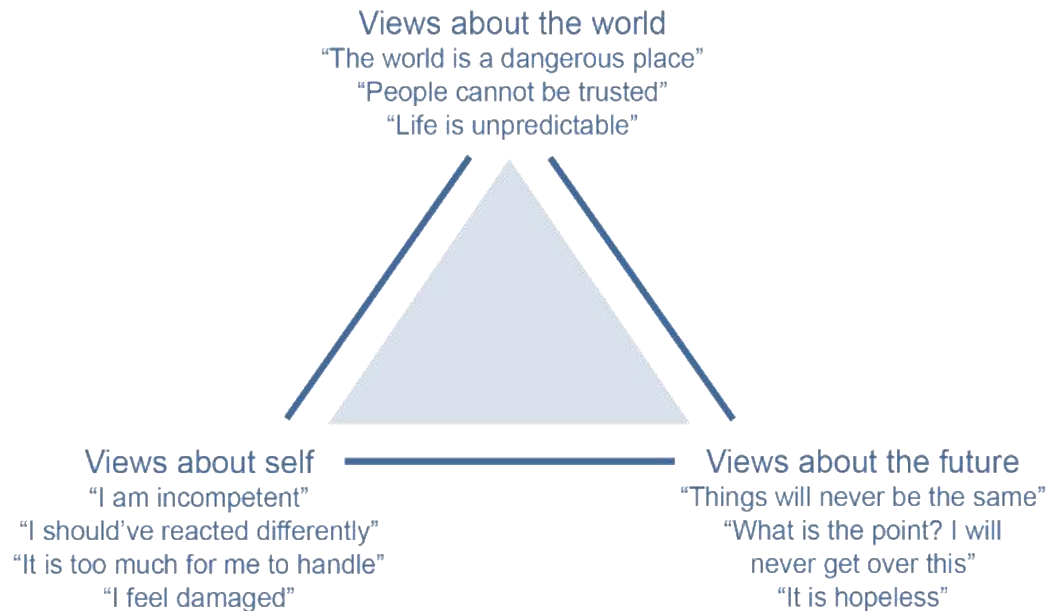 Views about the world
“The world is a dangerous place”
“People cannot be trusted”
“Life is unpredictable”
Views about self
“I am incompetent”
“I should’ve reacted differently”
“It is too much for me to handle”
“I feel damaged”
Views about the future
“Things will never be the same”
“What is the point? I will
never get over this”
“It is hopeless”